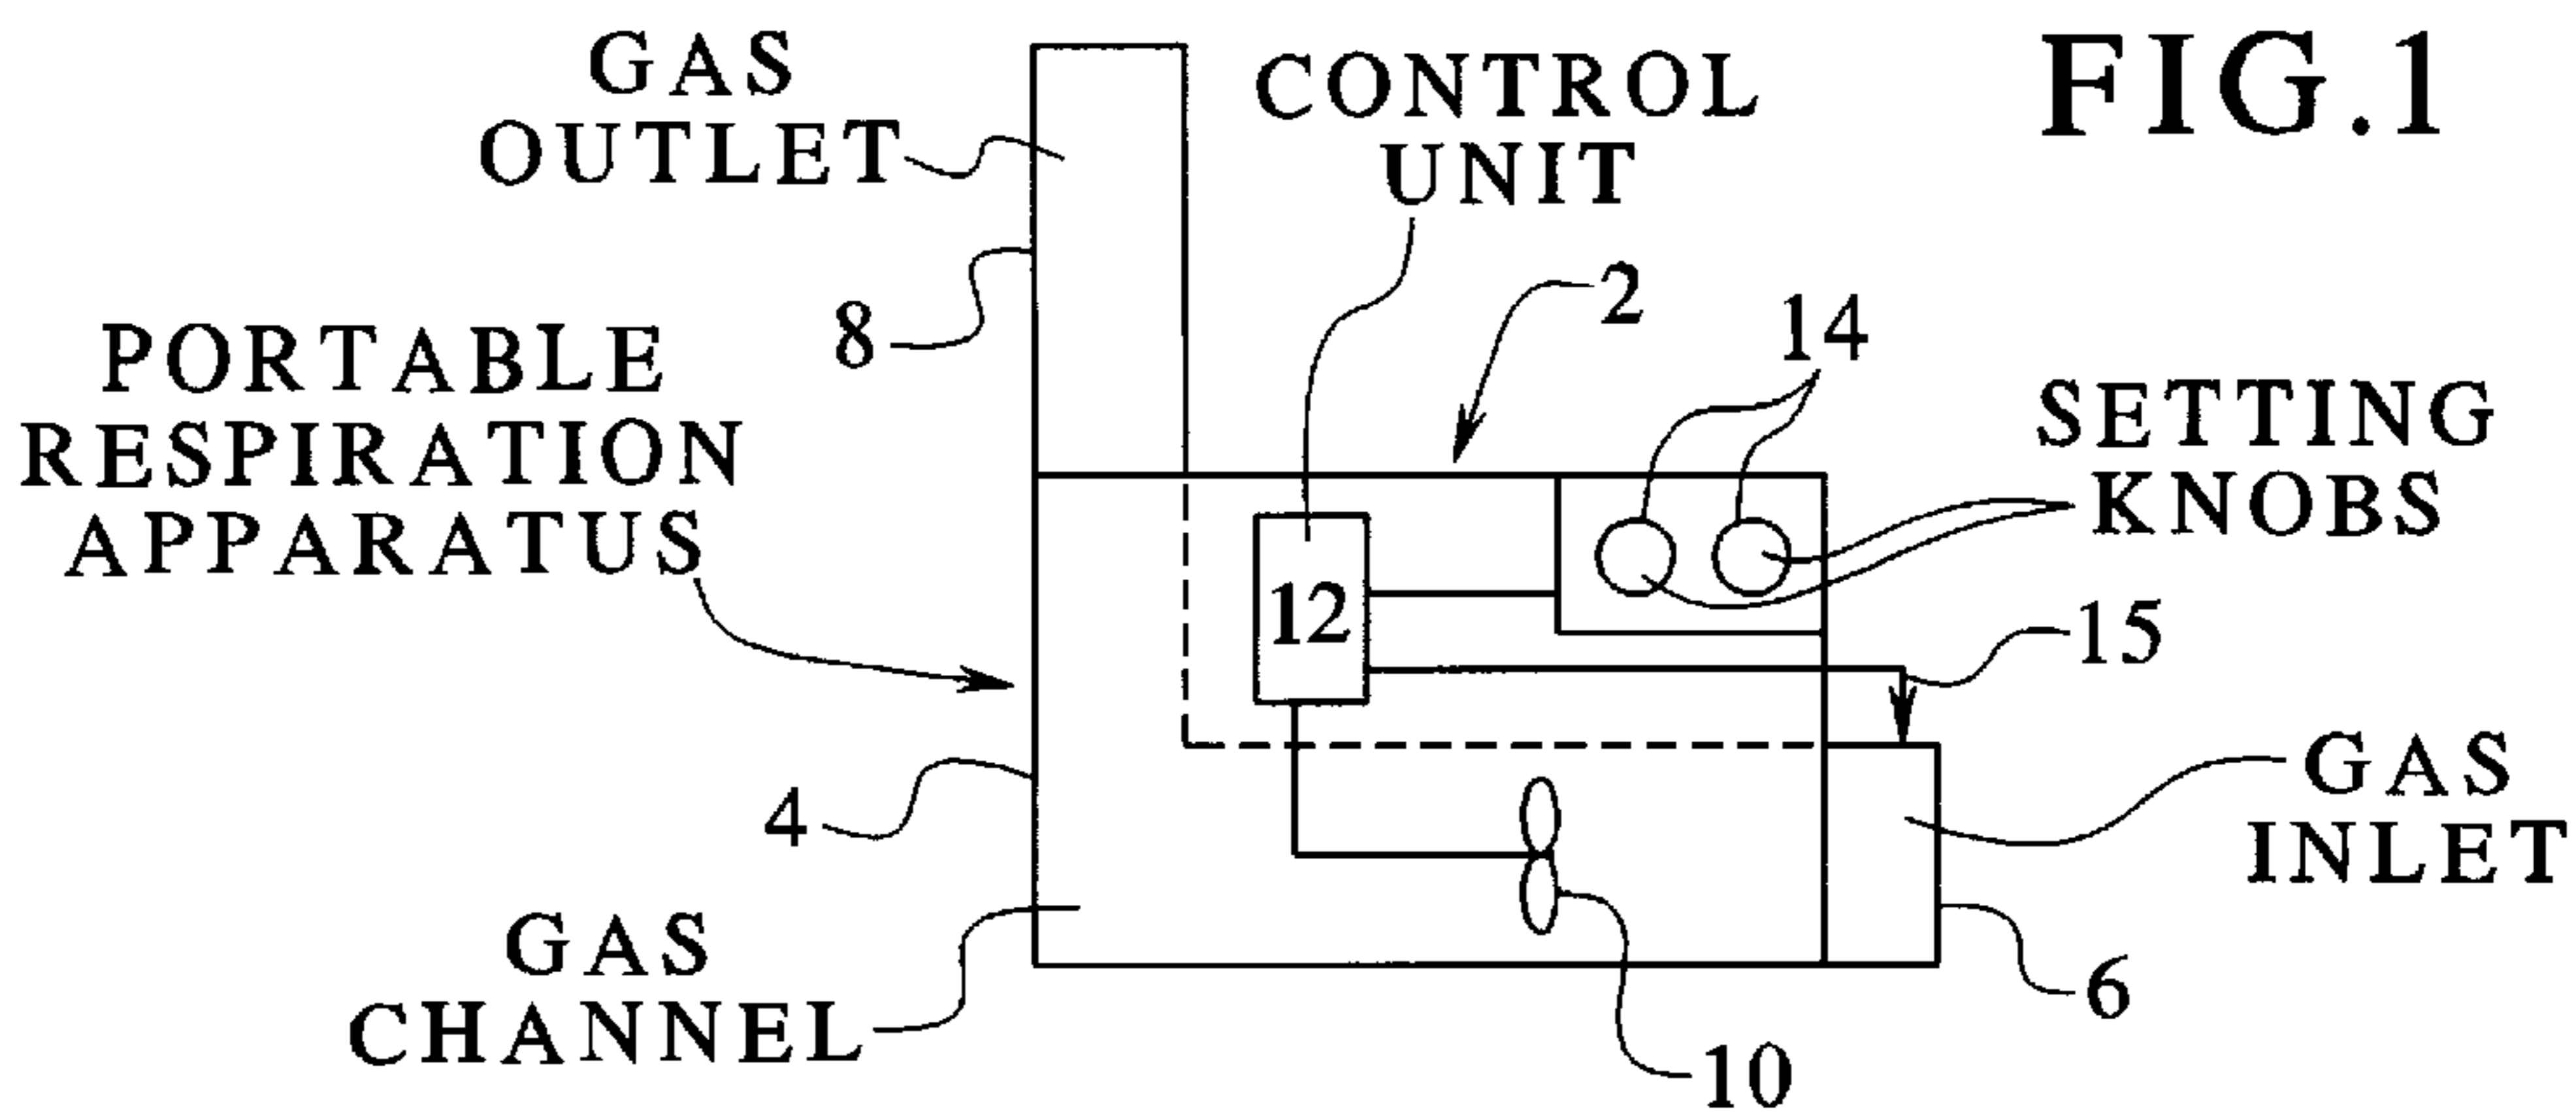 FIG.1
GAS
OUTLET
CONTROL
UNIT
2
14
8
PORTABLE
RESPIRATION
APPARATUS
SETTING
KNOBS
12
15
4
GAS
INLET
GAS
CHANNEL
6
10